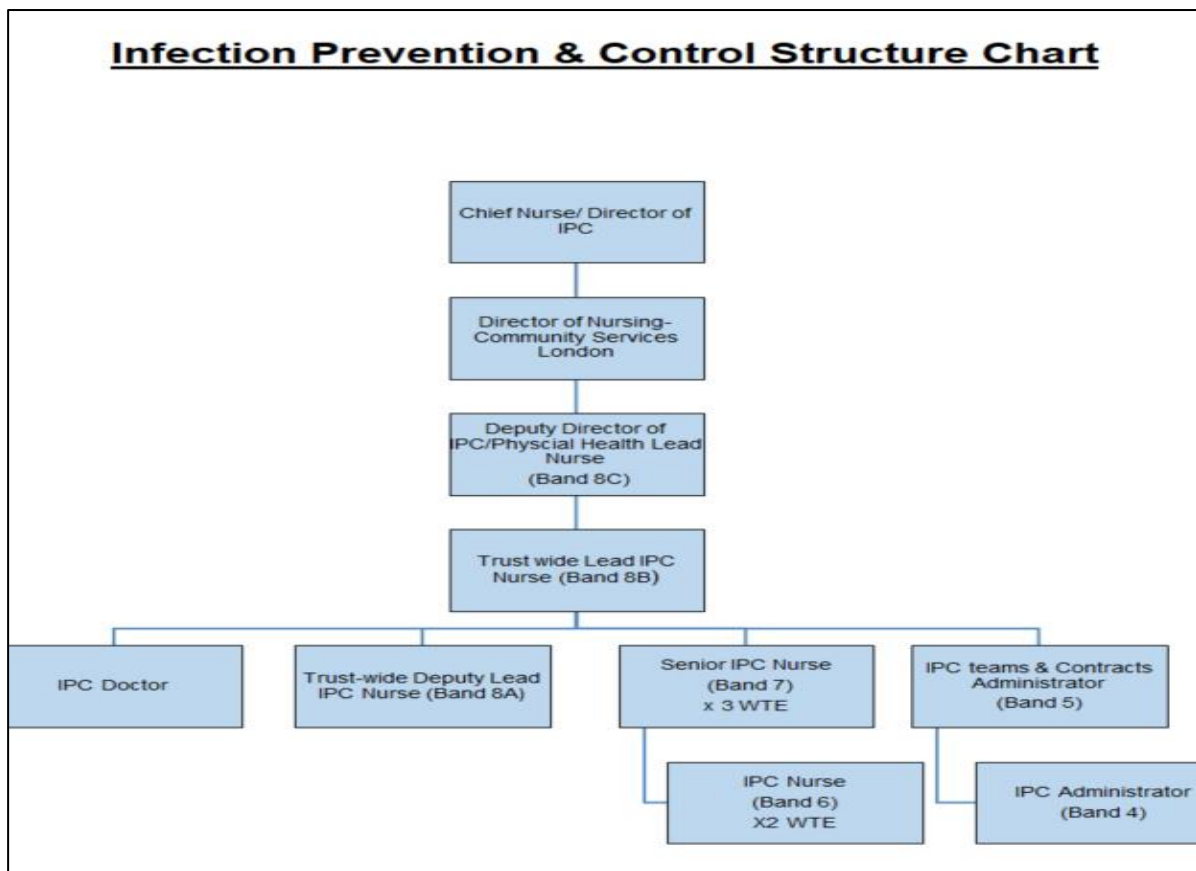 Infection Prevention & Control Structure Chart
Chief Nurse/ Director of
IPC
Director of Nursing-
Community Services
London
Deputy Director of
IPC/Physcial Health Lead
Nurse
(Band 8C)
Trust wide Lead IPC
Nurse (Band 8B)
IPC Doctor
Trust-wide Deputy Lead
IPC Nurse (Band 8A)
Senior IPC Nurse
(Band 7)
x 3 WTE
IPC teams & Contracts
Administrator
(Band 5)
IPC Nurse
(Band 6)
X2 WTE
IPC Administrator
(Band 4)